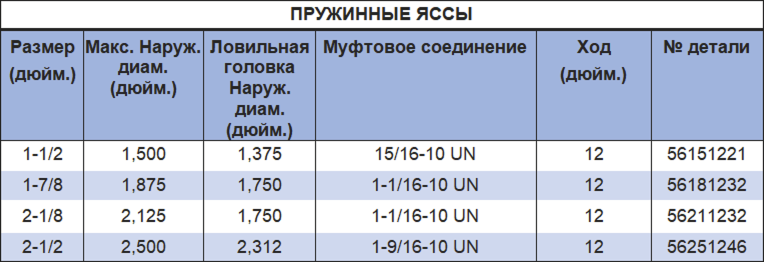 ПРУЖИННЫЕ ЯССЫ
Размер (дюйм.) Макс. Наруж. диам. (дюйм.) Ловильная головка Наруж. диам. (дюйм.) Муфтовое соединение Ход (дюйм.) № детали
1-1/2 1,500 1,375 15/16-10 UN 12 56151221
1-7/8 1,875 1,750 1-1/16-10 UN 12 56181232
2-1/8 2,125 1,750 1-1/16-10 UN 12 56211232
2-1/2 2,500 2,312 1-9/16-10 UN 12 56251246